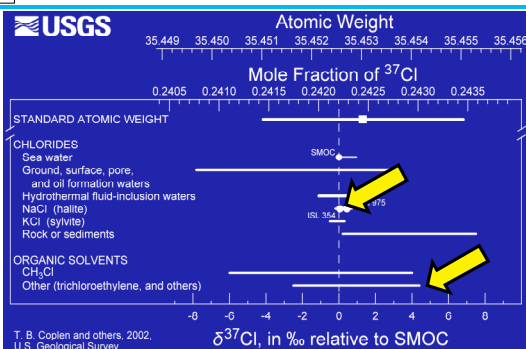 USGS
Atomic Weight
35.449 35.450 35.451 35.452 35.453 35.454 35.455 35.456
Mole Fraction of ³⁷Cl
0.2405 0.2410 0.2415 0.2420 0.2425 0.2430 0.2435
STANDARD ATOMIC WEIGHT
CHLORIDES
Sea water
SMOC
Ground, surface, pore,
and oil formation waters
Hydrothermal fluid-inclusion waters
NaCl (halite)
975
KCl (sylvite)
ISL 354
Rock or sediments
ORGANIC SOLVENTS
CH₃Cl
Other (trichloroethylene, and others)
-8 -6 -4 -2 0 2 4 6 8
T. B. Coplen and others, 2002,
U.S. Geological Survey
δ³⁷Cl, in ‰ relative to SMOC